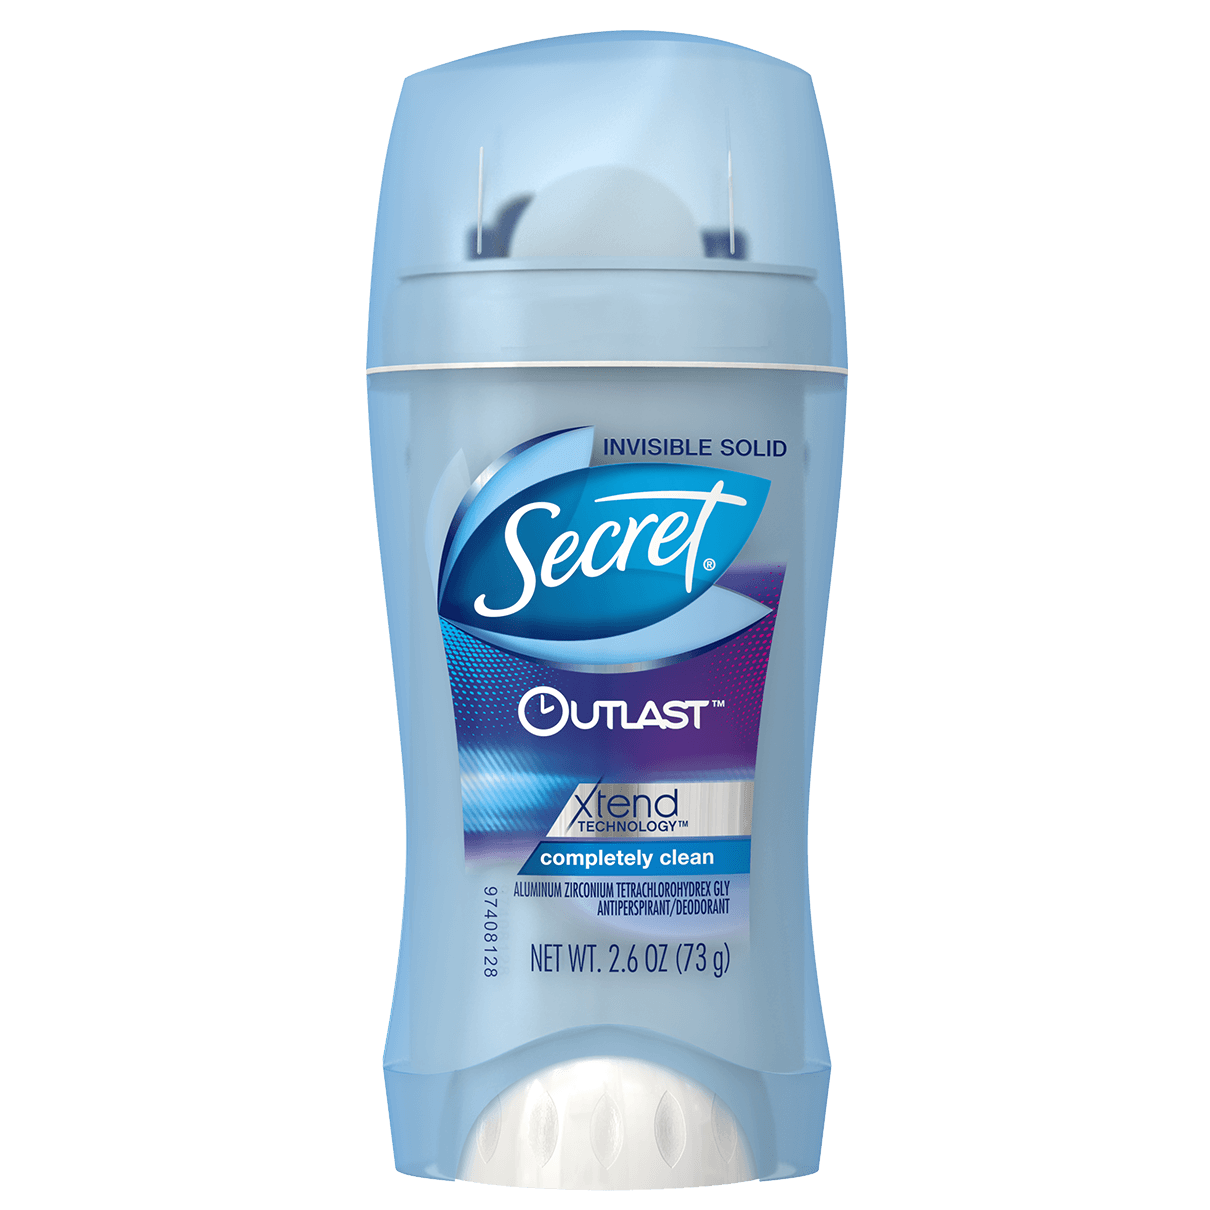 INVISIBLE SOLID
Secret®
OUTLAST™
Xtend
TECHNOLOGY™
completely clean
ALUMINUM ZIRCONIUM TETRACHLOROHYDREX GLY
ANTIPERSPIRANT/DEODORANT
97408128
NET WT. 2.6 OZ (73 g)